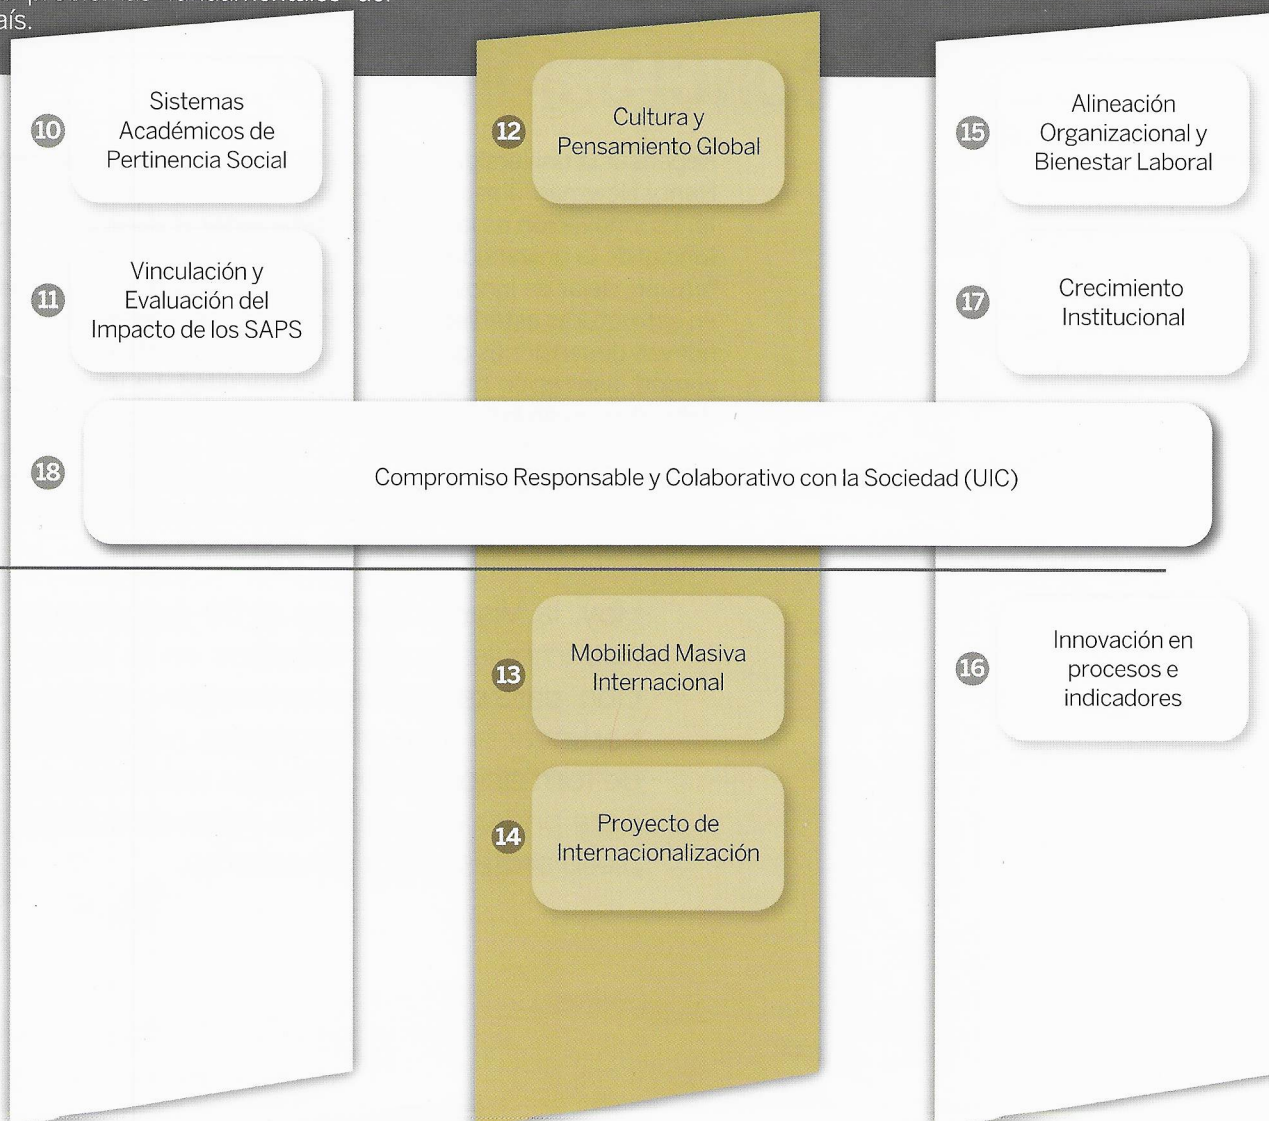 país.
10
Sistemas
Académicos de
Pertinencia Social
11
Vinculación y
Evaluación del
Impacto de los SAPS
12
Cultura y
Pensamiento Global
15
Alineación
Organizacional y
Bienestar Laboral
17
Crecimiento
Institucional
18
Compromiso Responsable y Colaborativo con la Sociedad (UIC)
13
Mobilidad Masiva
Internacional
14
Proyecto de
Internacionalización
16
Innovación en
procesos e
indicadores